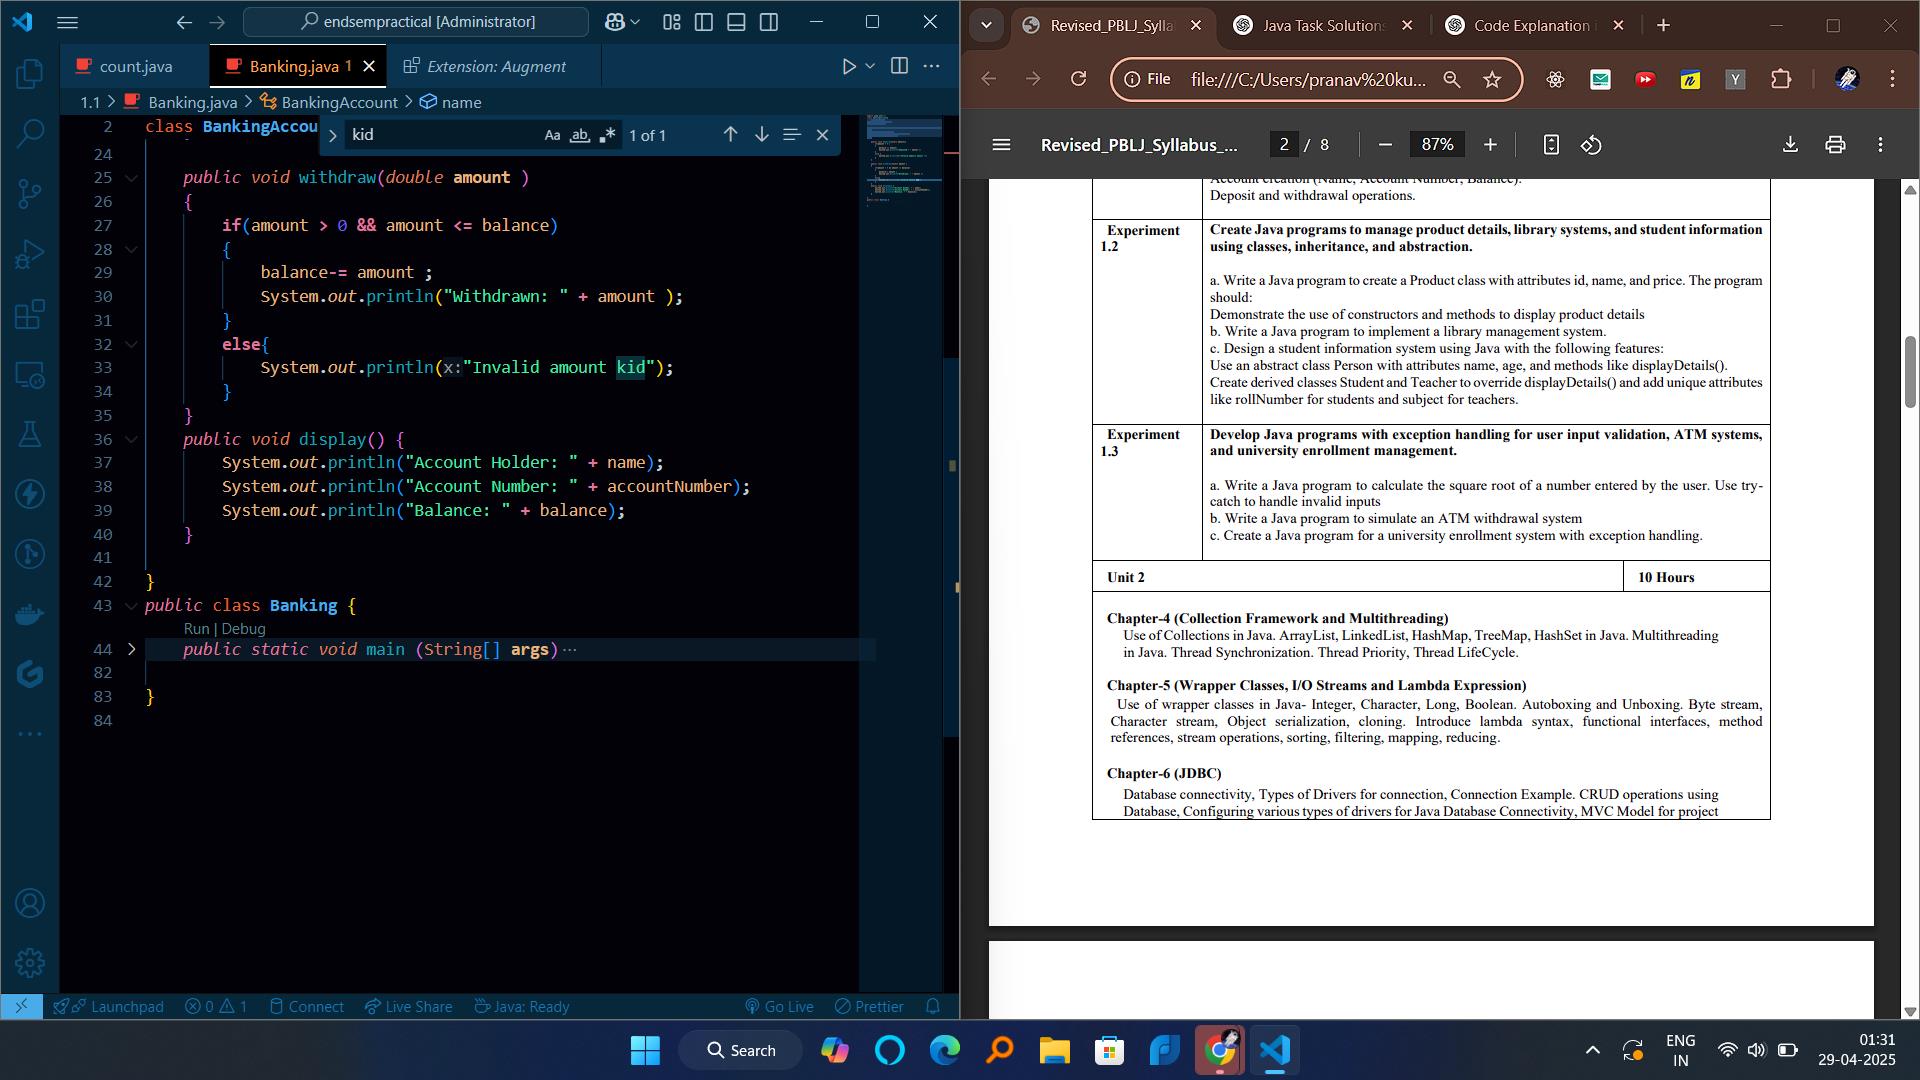 endsempractical [Administrator]
count.java
Banking.java 1
Extension: Augment
1.1 > Banking.java > BankingAccount > name
2 class BankingAccou
kid
Aa ab 1 of 1
24
25 public void withdraw(double amount )
26 {
27 if(amount > 0 && amount <= balance)
28 {
29 balance-= amount ;
30 System.out.println("Withdrawn: " + amount );
31 }
32 else{
33 System.out.println(x:"Invalid amount kid");
34 }
35 }
36 public void display() {
37 System.out.println("Account Holder: " + name);
38 System.out.println("Account Number: " + accountNumber);
39 System.out.println("Balance: " + balance);
40 }
41
42 }
43 public class Banking {
Run | Debug
44 public static void main (String[] args)···
82
83 }
84
Launchpad 0 1 Connect Live Share Java: Ready Go Live Prettier
Revised_PBLJ_Sylla
Java Task Solutions
Code Explanation
File file:///C:/Users/pranav%20ku...
Y
Revised_PBLJ_Syllabus_... 2 / 8 87%
Account creation (Name, Account Number, Balance).
Deposit and withdrawal operations.
Experiment 1.2
Create Java programs to manage product details, library systems, and student information
using classes, inheritance, and abstraction.
a. Write a Java program to create a Product class with attributes id, name, and price. The program
should:
Demonstrate the use of constructors and methods to display product details
b. Write a Java program to implement a library management system.
c. Design a student information system using Java with the following features:
Use an abstract class Person with attributes name, age, and methods like displayDetails().
Create derived classes Student and Teacher to override displayDetails() and add unique attributes
like rollNumber for students and subject for teachers.
Experiment 1.3
Develop Java programs with exception handling for user input validation, ATM systems,
and university enrollment management.
a. Write a Java program to calculate the square root of a number entered by the user. Use try-
catch to handle invalid inputs
b. Write a Java program to simulate an ATM withdrawal system
c. Create a Java program for a university enrollment system with exception handling.
Unit 2 10 Hours
Chapter-4 (Collection Framework and Multithreading)
Use of Collections in Java. ArrayList, LinkedList, HashMap, TreeMap, HashSet in Java. Multithreading
in Java. Thread Synchronization. Thread Priority, Thread LifeCycle.
Chapter-5 (Wrapper Classes, I/O Streams and Lambda Expression)
Use of wrapper classes in Java- Integer, Character, Long, Boolean. Autoboxing and Unboxing. Byte stream,
Character stream, Object serialization, cloning. Introduce lambda syntax, functional interfaces, method
references, stream operations, sorting, filtering, mapping, reducing.
Chapter-6 (JDBC)
Database connectivity, Types of Drivers for connection, Connection Example. CRUD operations using
Database, Configuring various types of drivers for Java Database Connectivity, MVC Model for project
Search
ENG
IN
01:31
29-04-2025